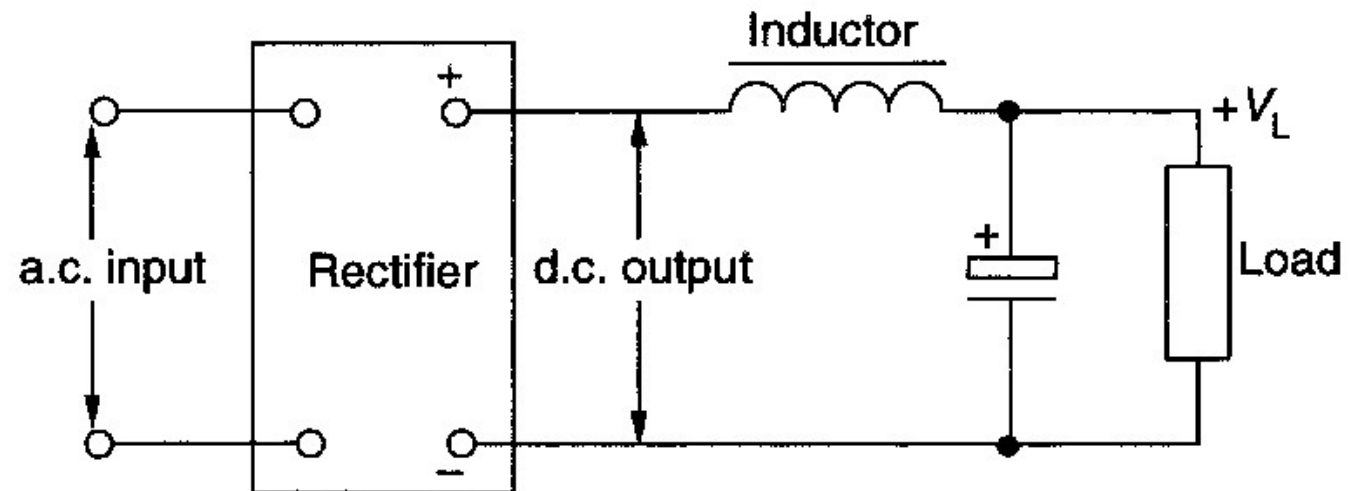 Inductor
+
+V_L
a.c. input
Rectifier
d.c. output
+
Load
−